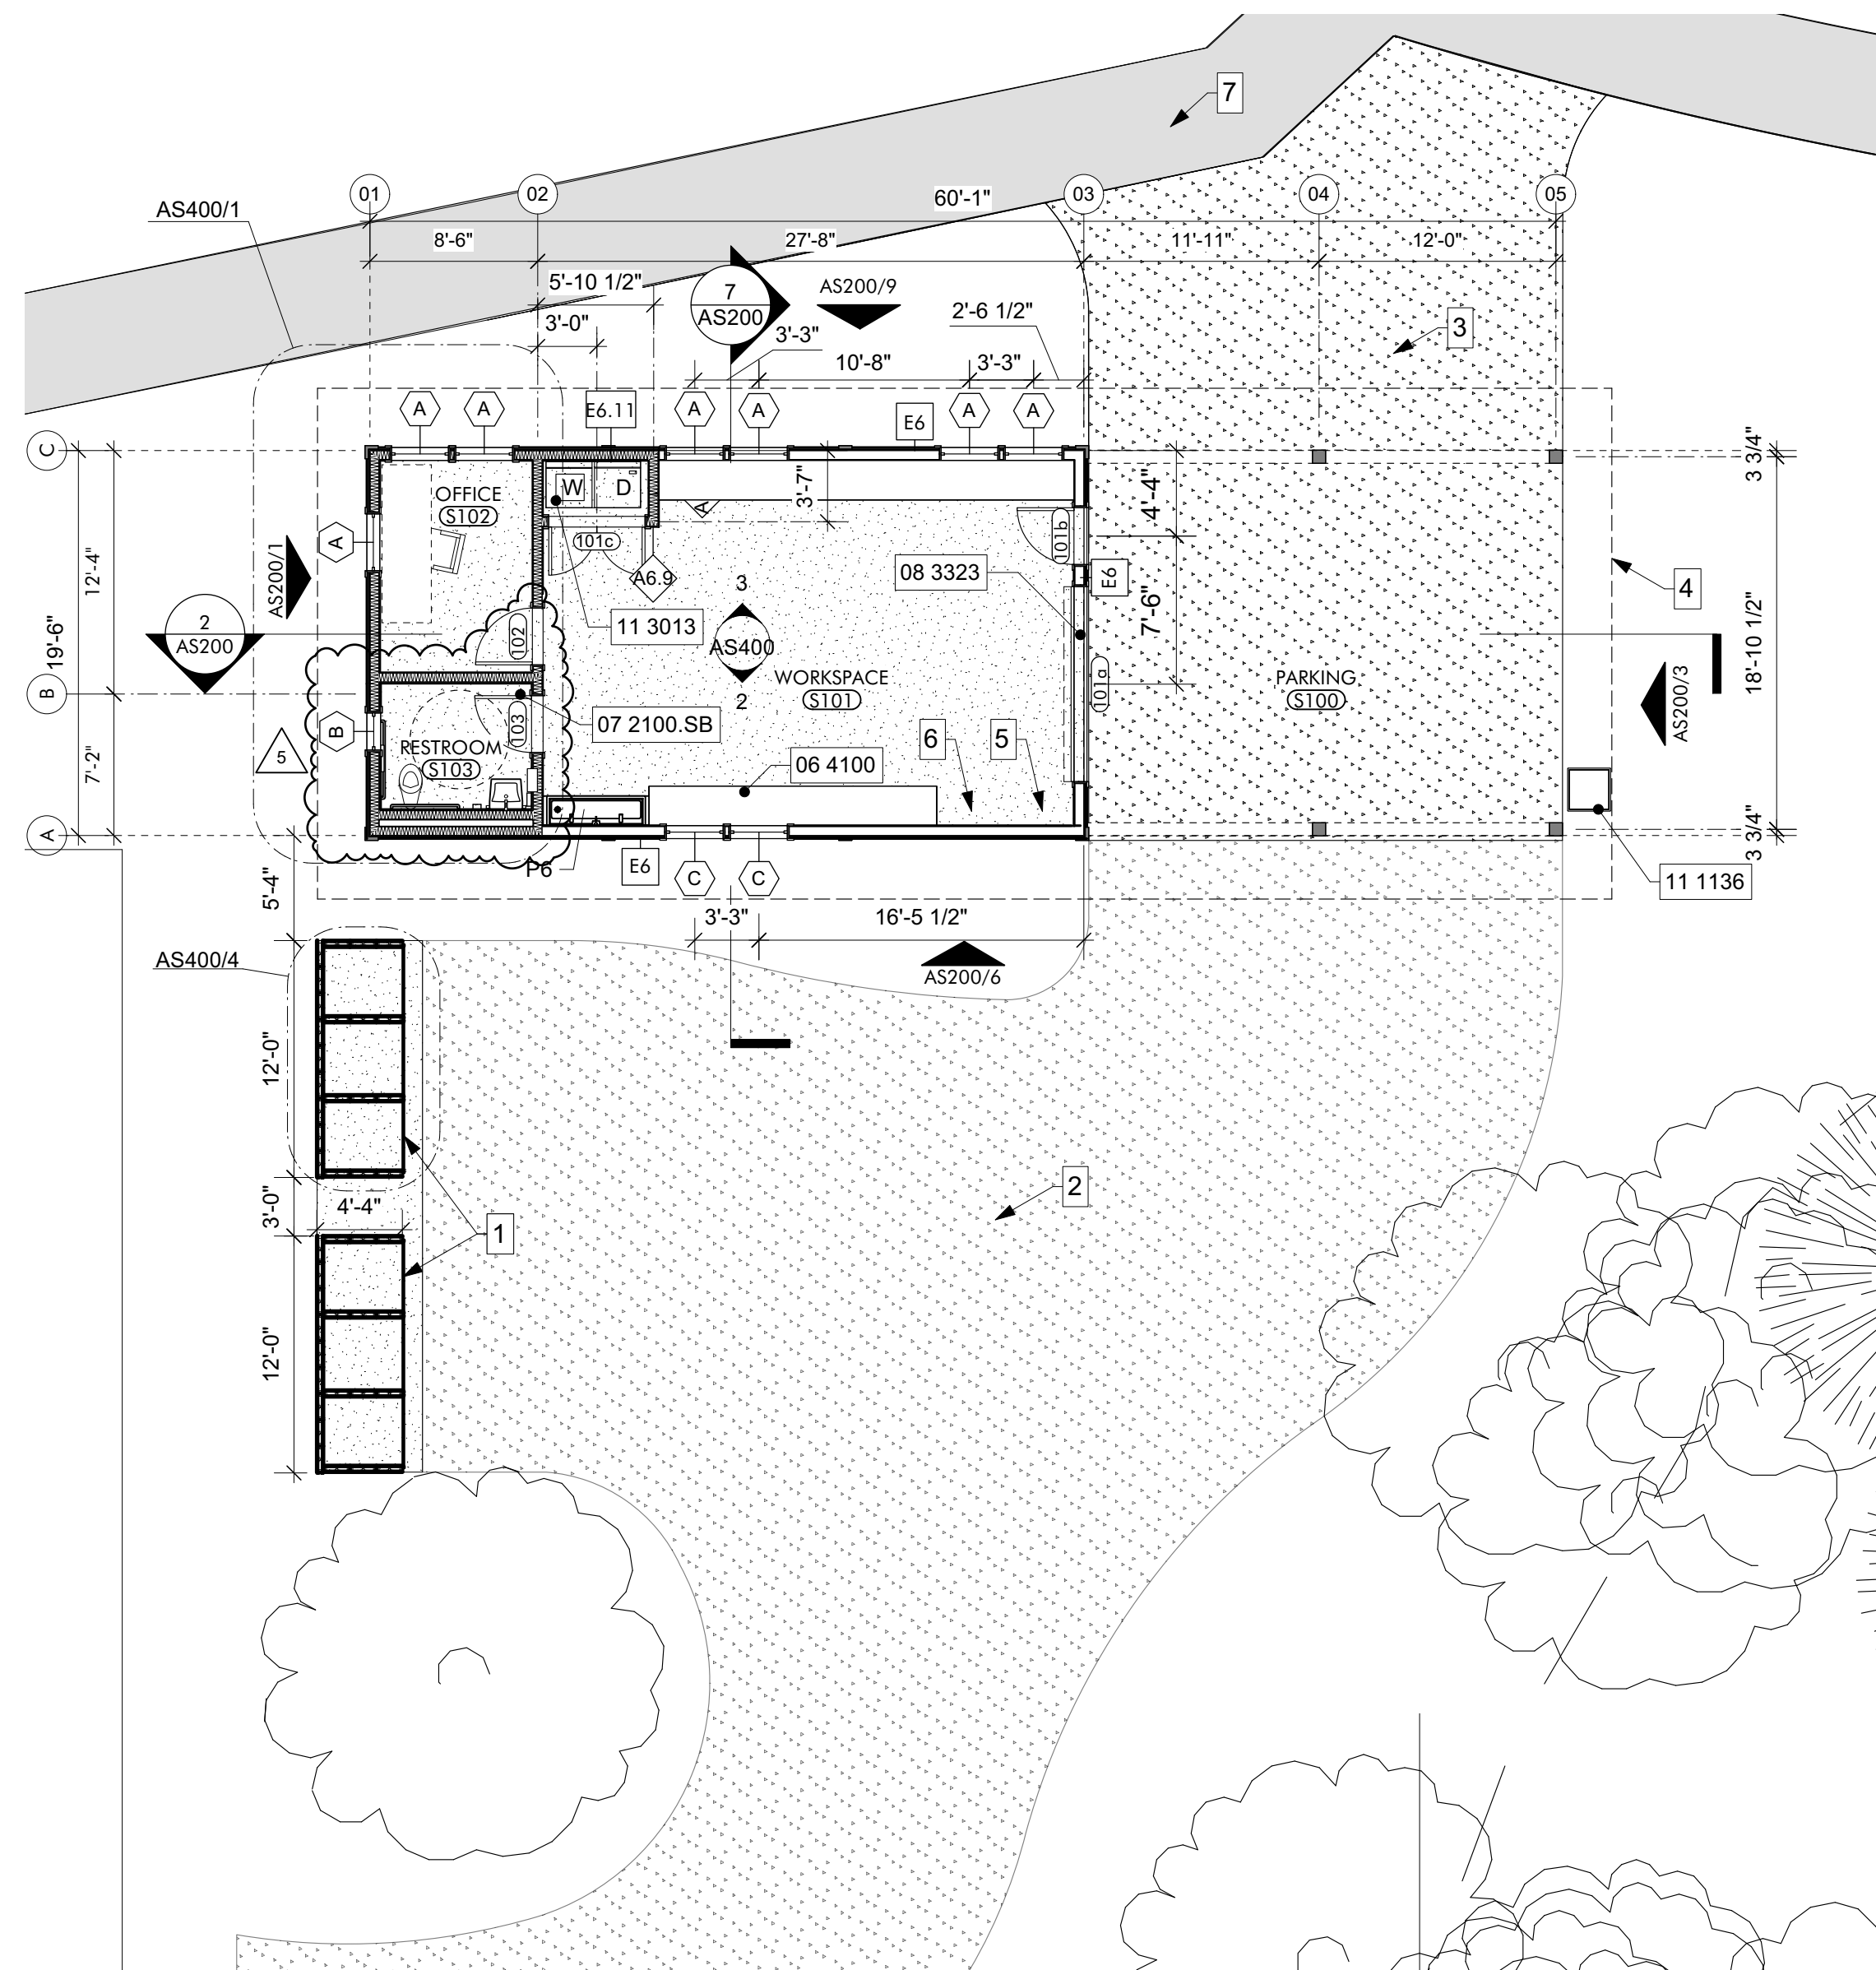 7
01
02
03
04
05
60'-1"
AS400/1
8'-6"
27'-8"
11'-11"
12'-0"
5'-10 1/2"
7
AS200
AS200/9
3'-0"
3'-3"
2'-6 1/2"
3
10'-8"
3'-3"
A
A
E6.11
A
A
E6
A
A
C
3 3/4"
OFFICE
S102
W
D
3'-7"
A
4'-4"
A
101c
101b
12'-4"
AS200/1
A6.9
3
08 3323
E6
4
2
AS200
102
11 3013
AS400
7'-6"
19'-6"
B
WORKSPACE
S101
2
101a
PARKING
S100
18'-10 1/2"
AS200/3
5
B
103
07 2100.SB
6
5
RESTROOM
S103
7'-2"
06 4100
A
3 3/4"
P6
E6
C
C
11 1136
5'-4"
3'-3"
16'-5 1/2"
AS400/4
AS200/6
12'-0"
3'-0"
4'-4"
2
1
12'-0"